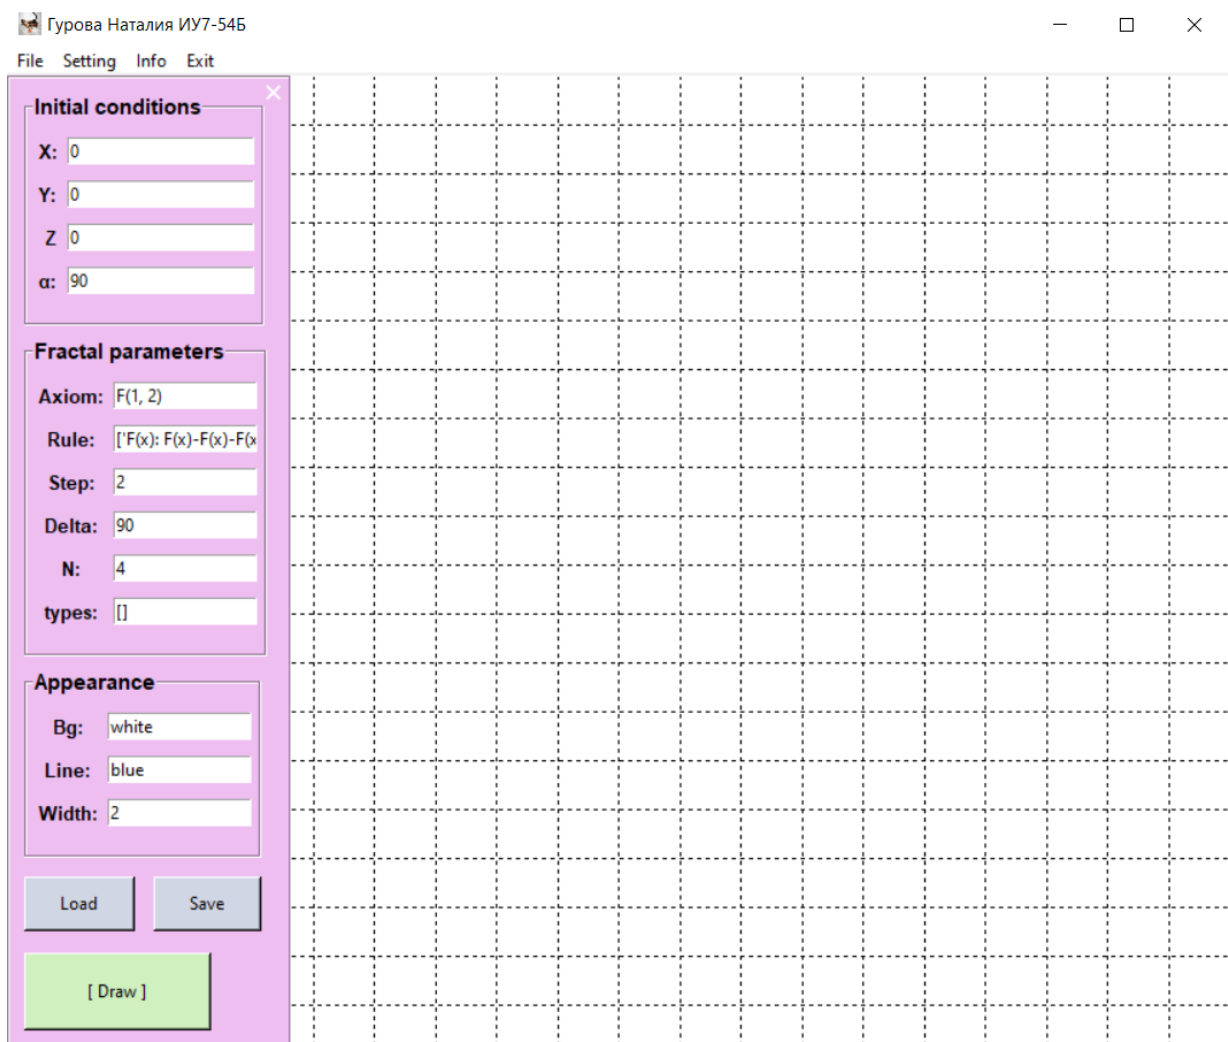 Гурова Наталия ИУ7-54Б
File Setting Info Exit
Initial conditions
X: 0
Y: 0
Z 0
α: 90
Fractal parameters
Axiom: F(1, 2)
Rule: ['F(x): F(x)-F(x)-F(x
Step: 2
Delta: 90
N: 4
types: []
Appearance
Bg: white
Line: blue
Width: 2
Load Save
[ Draw ]